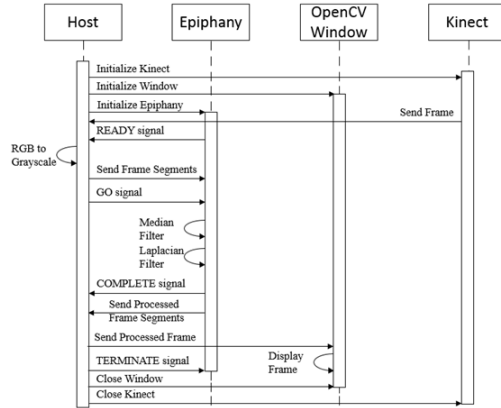 Host
Epiphany
OpenCV
Window
Kinect
Initialize Kinect
Initialize Window
Initialize Epiphany
Send Frame
READY signal
RGB to
Grayscale
Send Frame Segments
GO signal
Median
Filter
Laplacian
Filter
COMPLETE signal
Send Processed
Frame Segments
Send Processed Frame
Display
Frame
TERMINATE signal
Close Window
Close Kinect